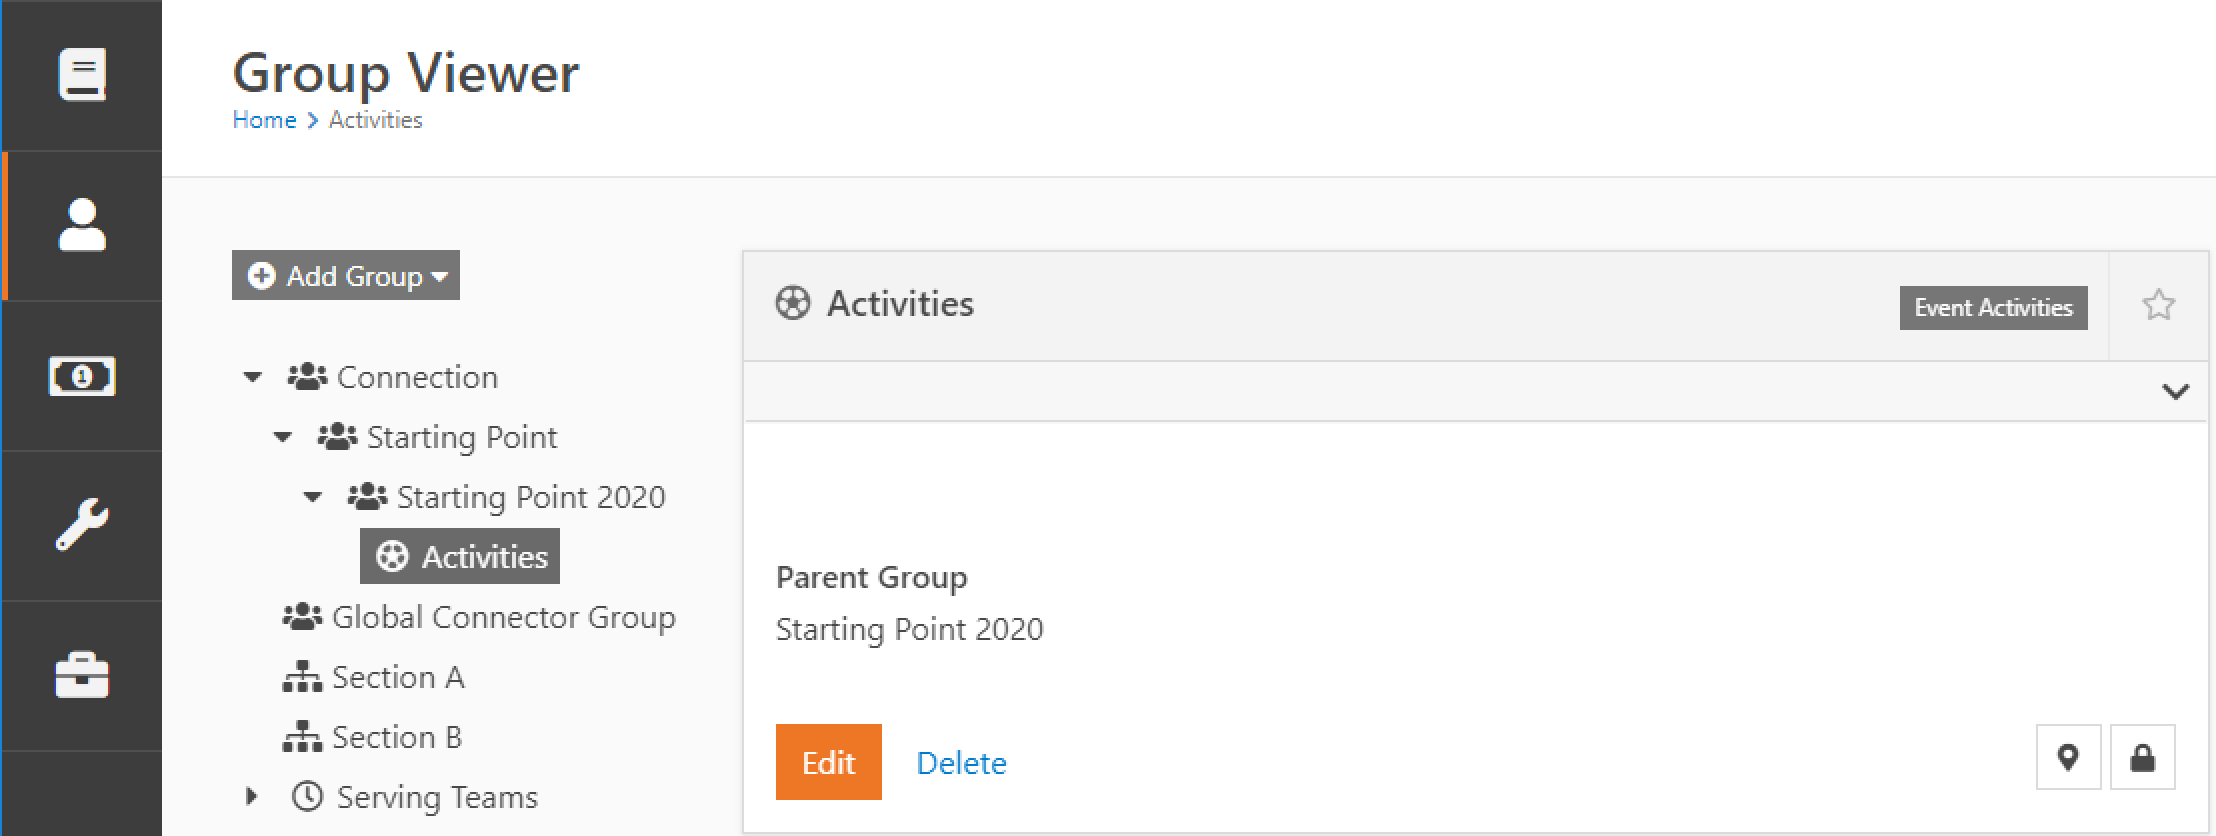 Group Viewer
Home > Activities
Add Group
Connection
Starting Point
Starting Point 2020
Activities
Global Connector Group
Section A
Section B
Serving Teams
Activities
Event Activities
Parent Group
Starting Point 2020
Edit
Delete